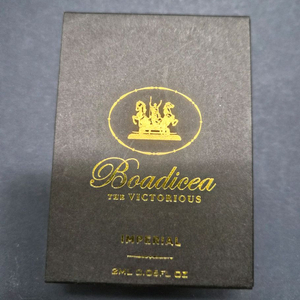 Boadicea
THE VICTORIOUS
IMPERIAL
2ML 0.06FL OZ